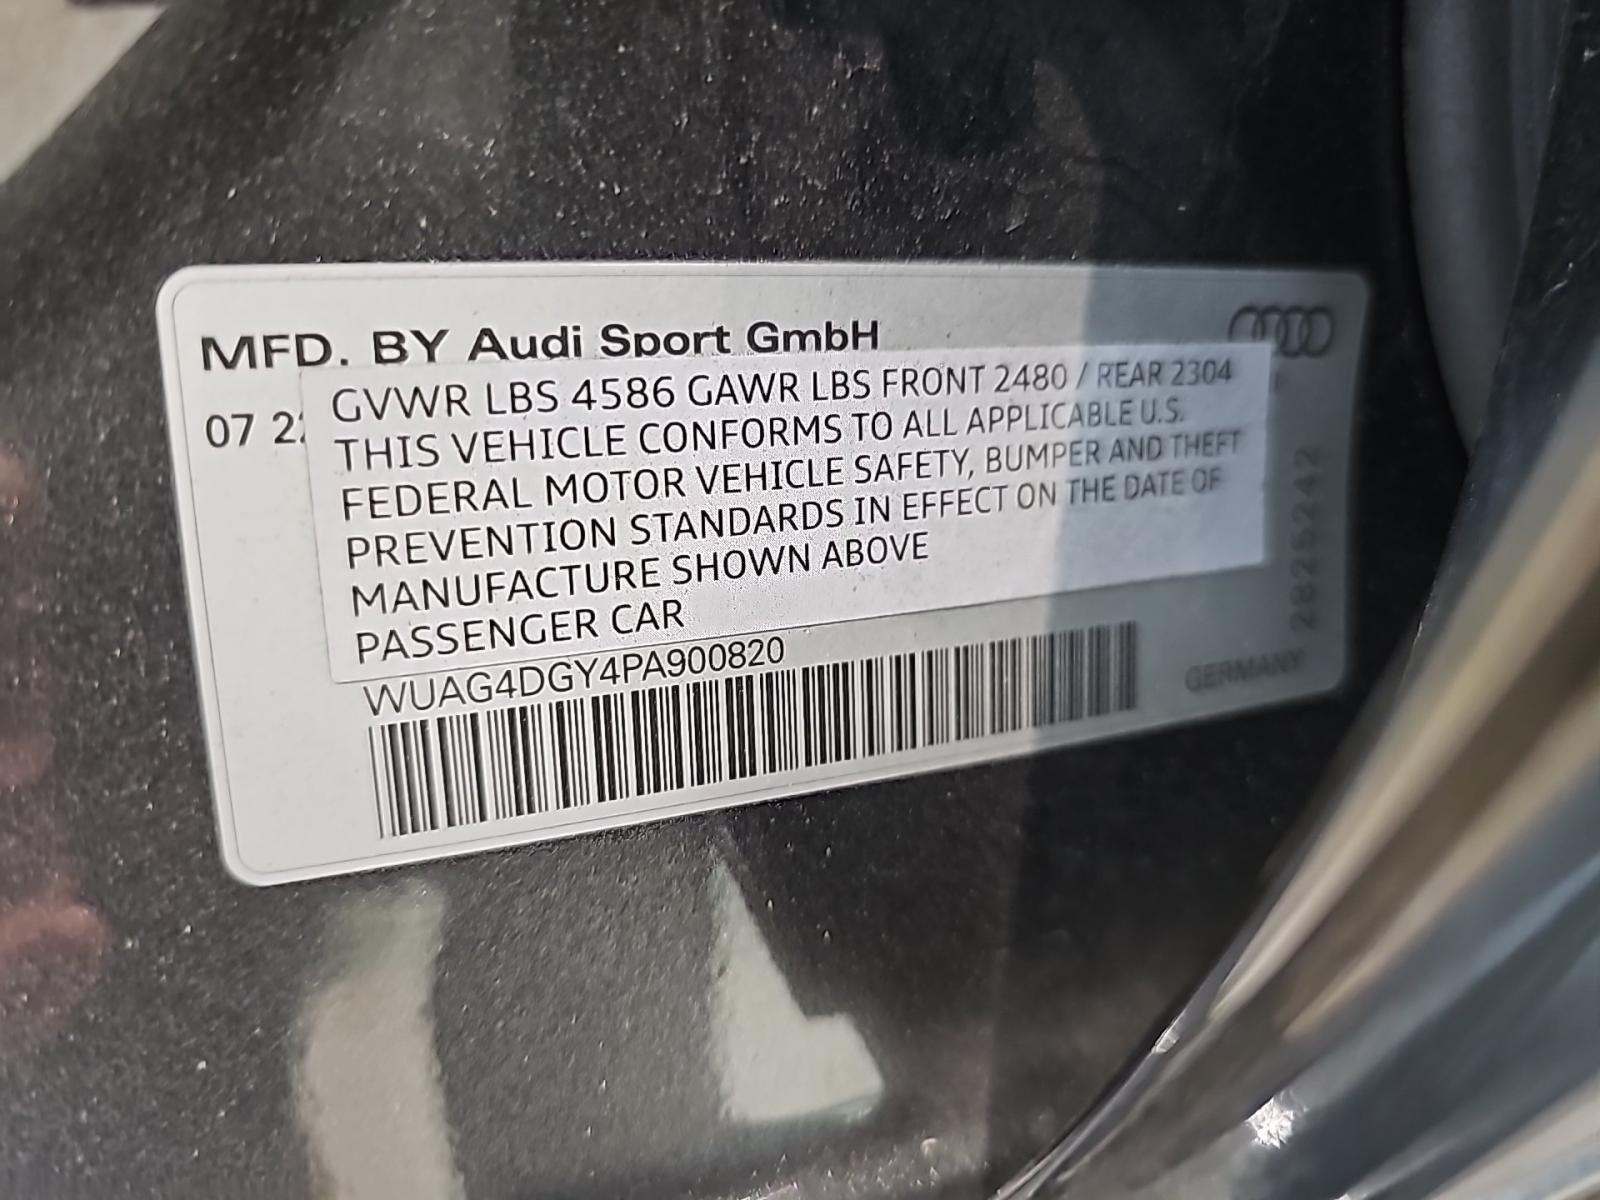 MFD. BY Audi Sport GmbH
07 22
GVWR LBS 4586 GAWR LBS FRONT 2480 / REAR 2304
THIS VEHICLE CONFORMS TO ALL APPLICABLE U.S.
FEDERAL MOTOR VEHICLE SAFETY, BUMPER AND THEFT
PREVENTION STANDARDS IN EFFECT ON THE DATE OF
MANUFACTURE SHOWN ABOVE
PASSENGER CAR
WUAG4DGY4PA900820
GERMANY
28252242